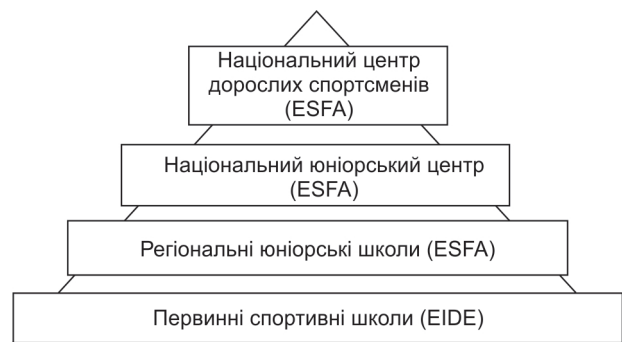 Національний центр
дорослих спортсменів
(ESFA)
Національний юніорський центр
(ESFA)
Регіональні юніорські школи (ESFA)
Первинні спортивні школи (EIDE)